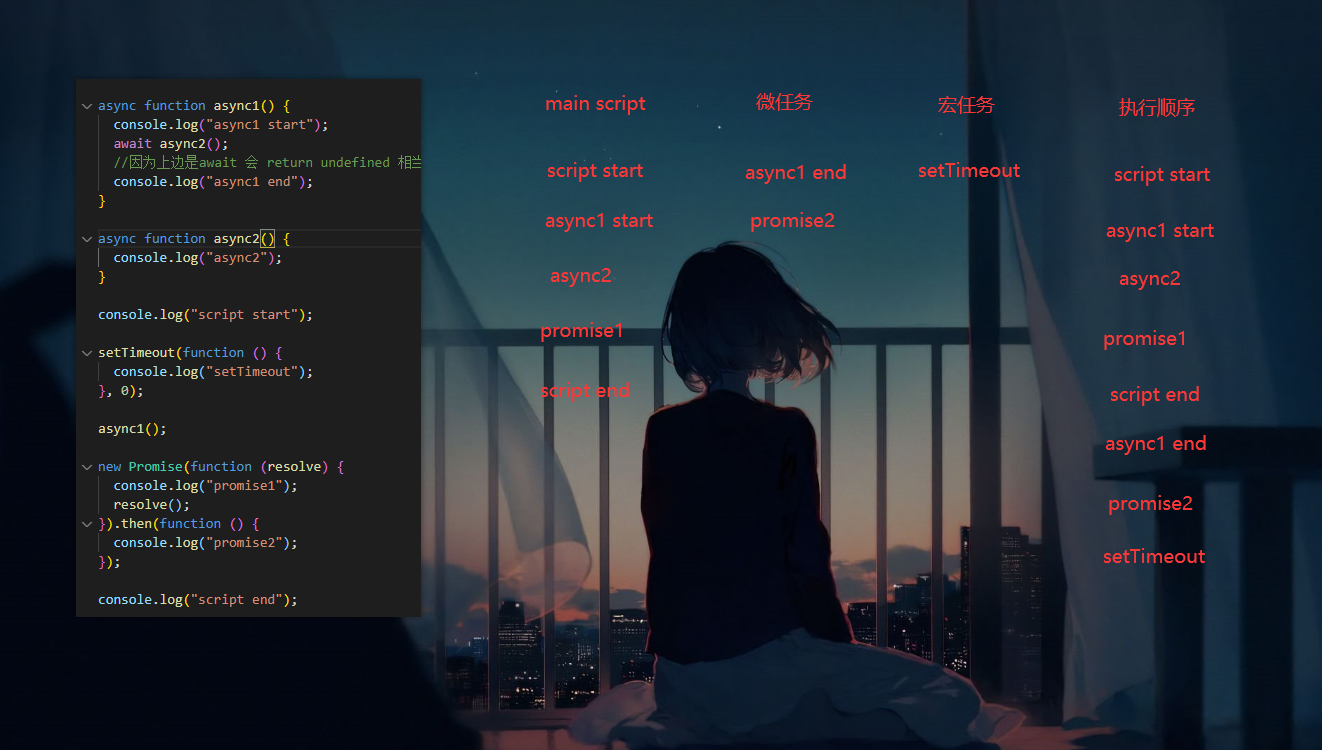 async function async1() {
console.log("async1 start");
await async2();
//因为上边是await 会 return undefined 相当
console.log("async1 end");
}
async function async2() {
console.log("async2");
}
console.log("script start");
setTimeout(function () {
console.log("setTimeout");
}, 0);
async1();
new Promise(function (resolve) {
console.log("promise1");
resolve();
}).then(function () {
console.log("promise2");
});
console.log("script end");
main script
script start
async1 start
async2
promise1
script end
微任务
async1 end
promise2
宏任务
setTimeout
执行顺序
script start
async1 start
async2
promise1
script end
async1 end
promise2
setTimeout